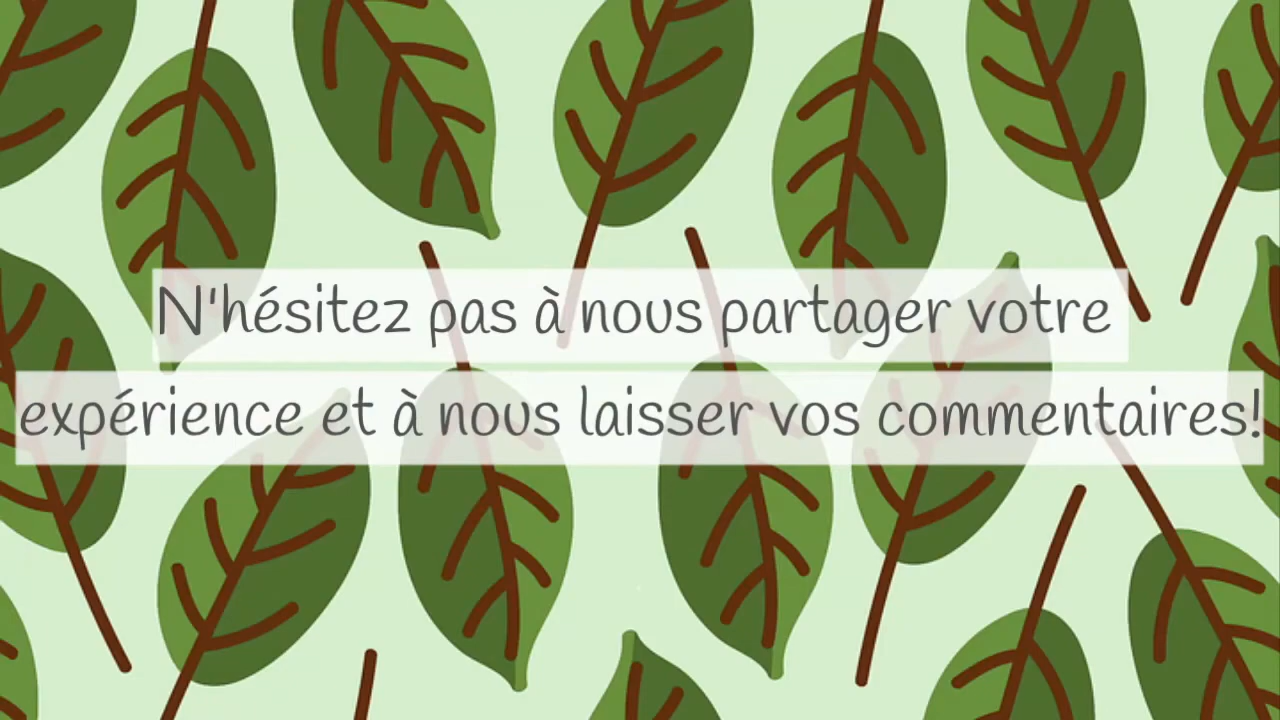 N'hésitez pas à nous partager votre
expérience et à nous laisser vos commentaires!